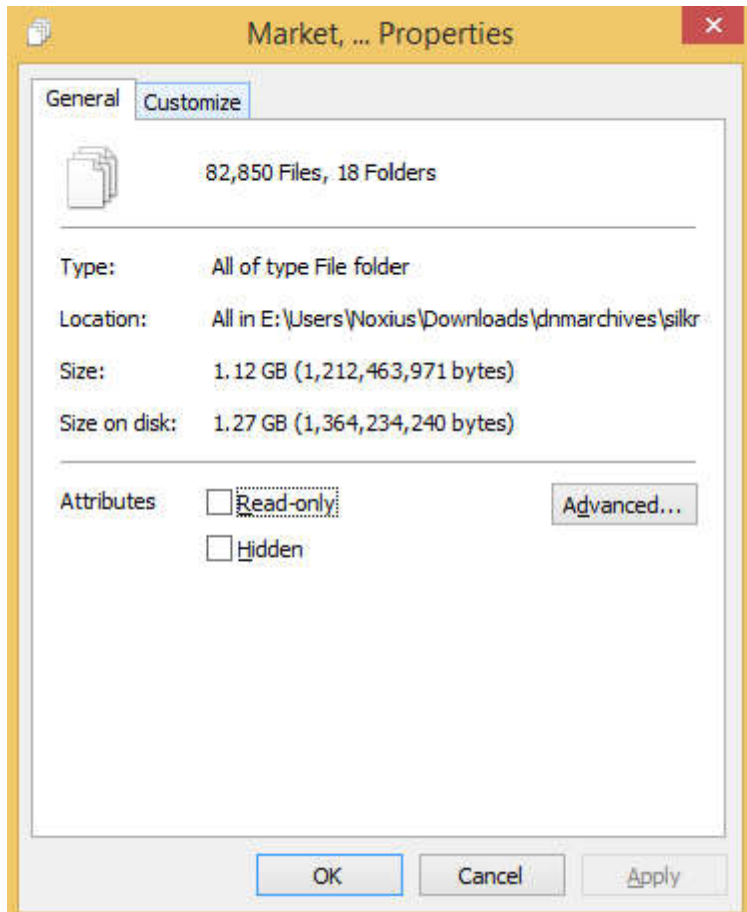 Market, ... Properties
General
Customize
82,850 Files, 18 Folders
Type: All of type File folder
Location: All in E:\Users\Noxius\Downloads\dnmarchives\silkr
Size: 1.12 GB (1,212,463,971 bytes)
Size on disk: 1.27 GB (1,364,234,240 bytes)
Attributes Read-only Advanced...
Hidden
OK Cancel Apply